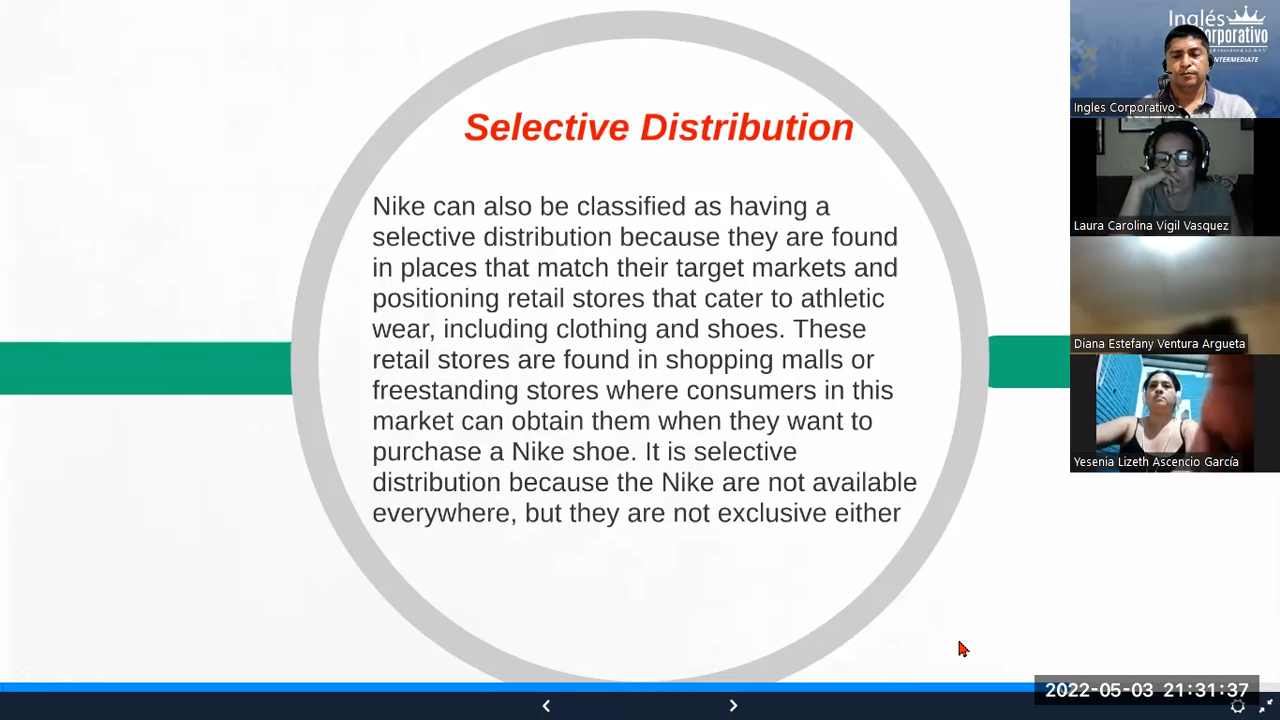 Selective Distribution
Nike can also be classified as having a
selective distribution because they are found
in places that match their target markets and
positioning retail stores that cater to athletic
wear, including clothing and shoes. These
retail stores are found in shopping malls or
freestanding stores where consumers in this
market can obtain them when they want to
purchase a Nike shoe. It is selective
distribution because the Nike are not available
everywhere, but they are not exclusive either
Inglés
Corporativo
Ingles Corporativo
Laura Carolina Vigil Vasquez
Diana Estefany Ventura Argueta
Yesenia Lizeth Ascencio García
2022-05-03 21:31:37